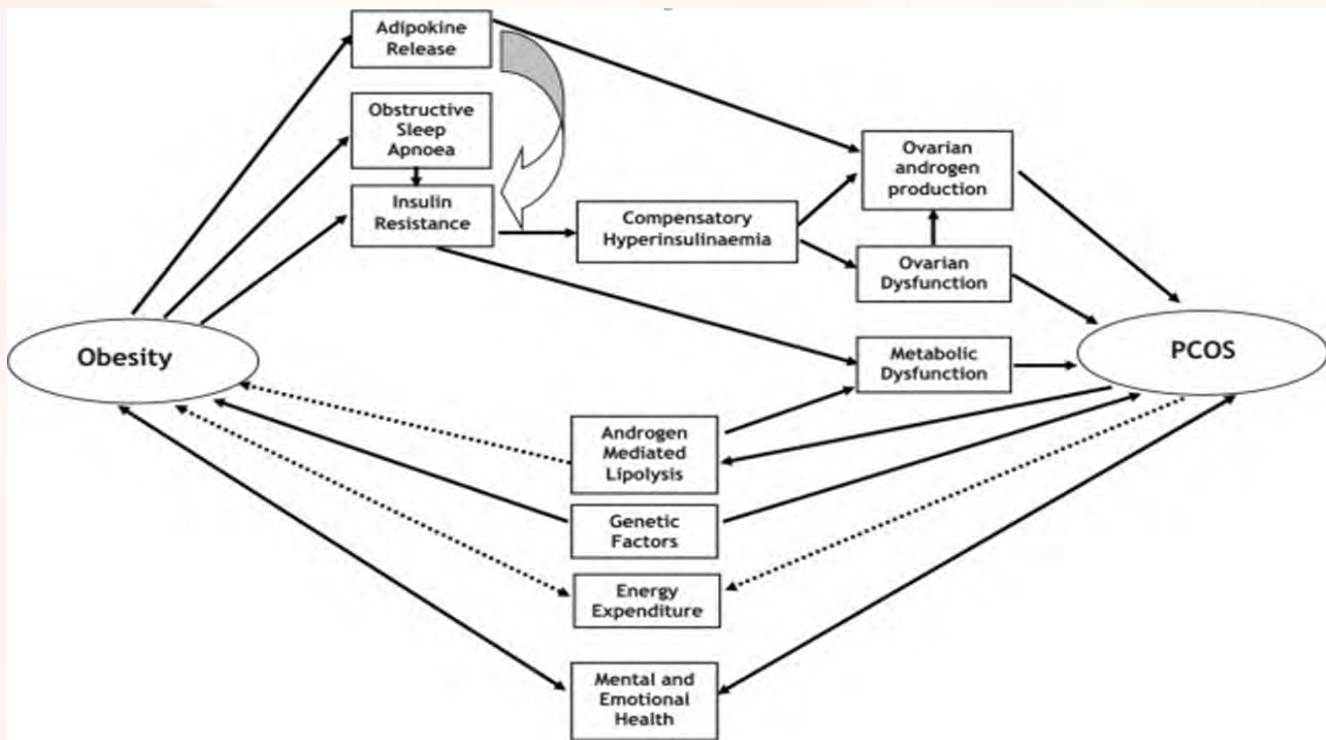 Adipokine
Release
Obstructive
Sleep
Apnoea
Insulin
Resistance
Compensatory
Hyperinsulinaemia
Ovarian
androgen
production
Ovarian
Dysfunction
Metabolic
Dysfunction
Obesity
PCOS
Androgen
Mediated
Lipolysis
Genetic
Factors
Energy
Expenditure
Mental and
Emotional
Health